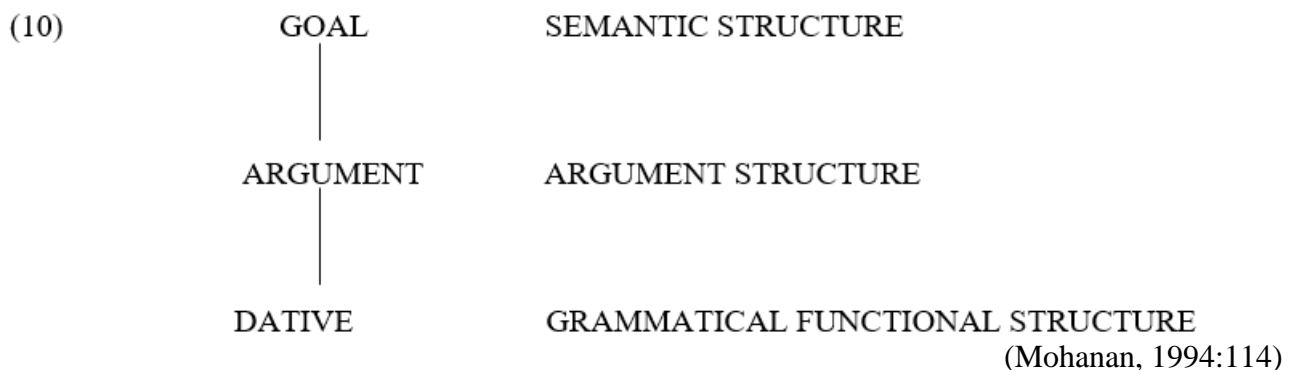 (10) GOAL SEMANTIC STRUCTURE
ARGUMENT ARGUMENT STRUCTURE
DATIVE GRAMMATICAL FUNCTIONAL STRUCTURE
(Mohanan, 1994:114)